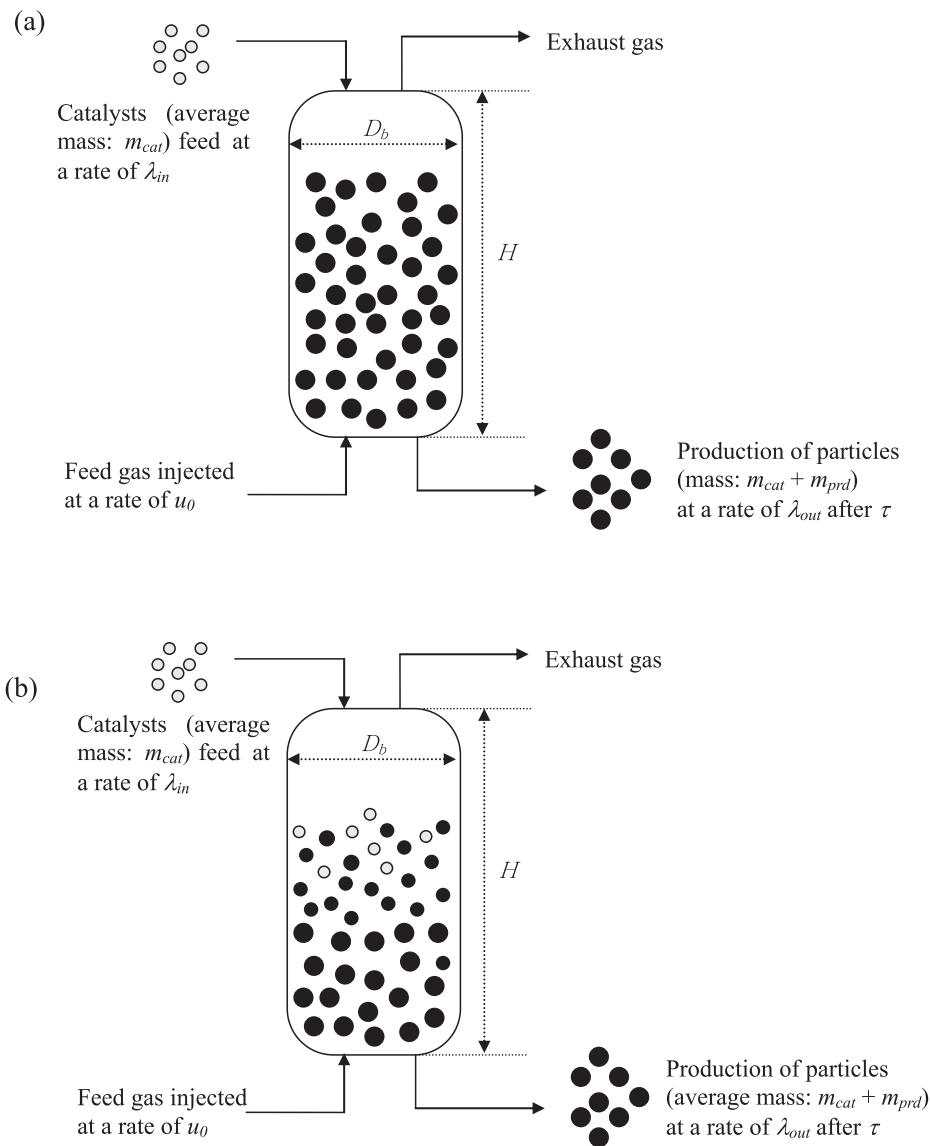 (a)
Exhaust gas
Catalysts (average
mass: m_cat) feed at
a rate of λ_in
D_b
H
Feed gas injected
at a rate of u_0
Production of particles
(mass: m_cat + m_prd)
at a rate of λ_out after τ
(b)
Exhaust gas
Catalysts (average
mass: m_cat) feed at
a rate of λ_in
D_b
H
Feed gas injected
at a rate of u_0
Production of particles
(average mass: m_cat + m_prd)
at a rate of λ_out after τ